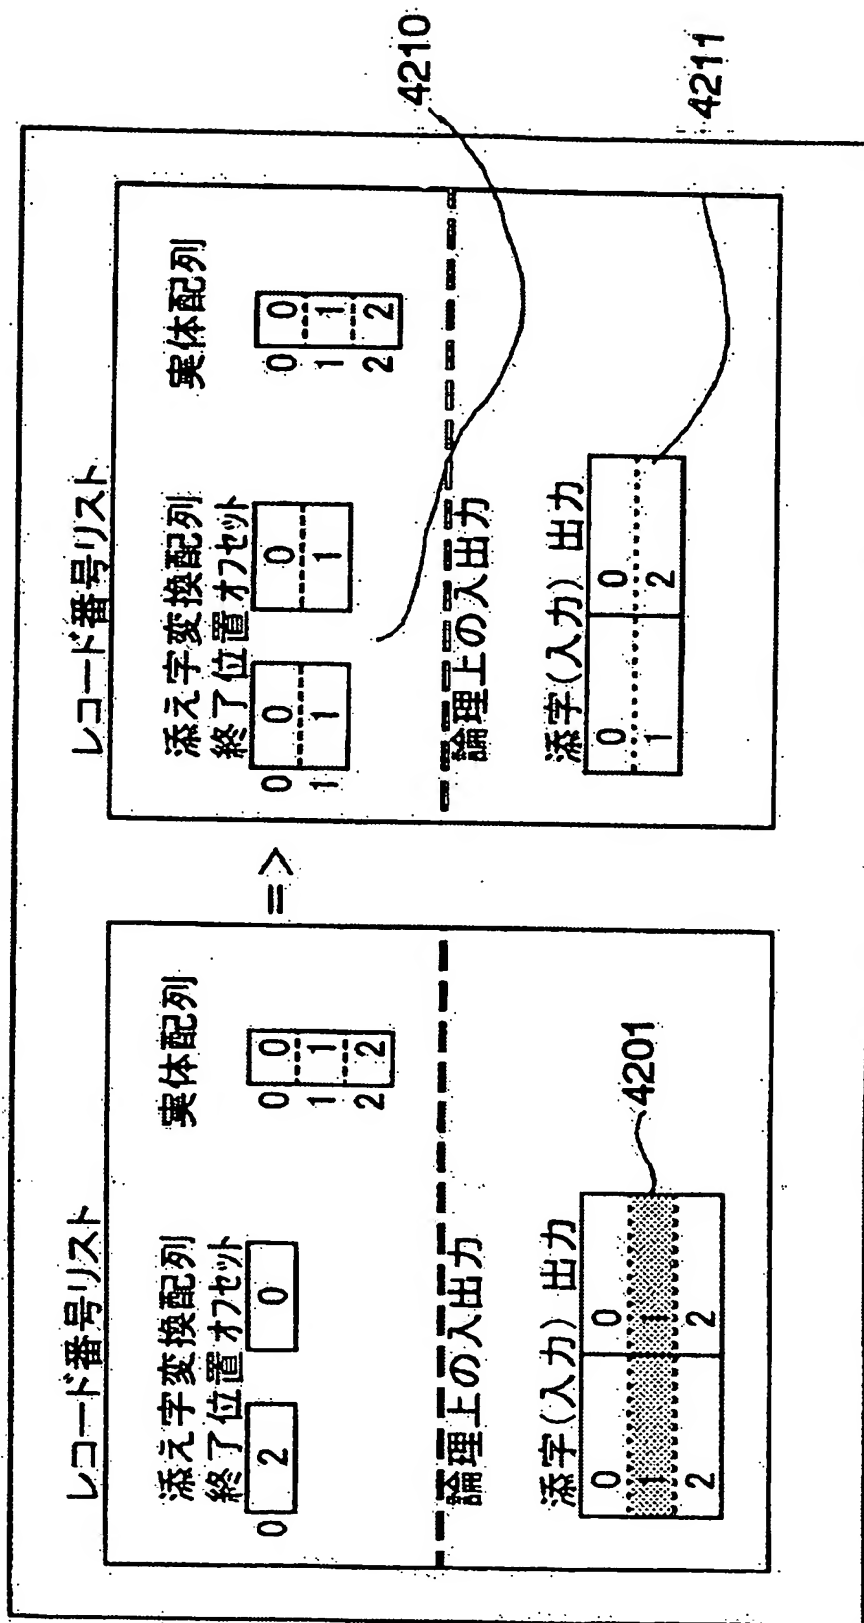 レコード番号リスト
添え字変換配列
終了位置 オフセット
0 2 0
実体配列
0 0
1 1
2 2
論理上の入出力
添字(入力) 出力
0 0
1 1
2 2
4201
=>
レコード番号リスト
添え字変換配列
終了位置 オフセット
0 0 0
1 1 1
実体配列
0 0
1 1
2 2
論理上の入出力
添字(入力) 出力
0 0
1 2
4210
4211